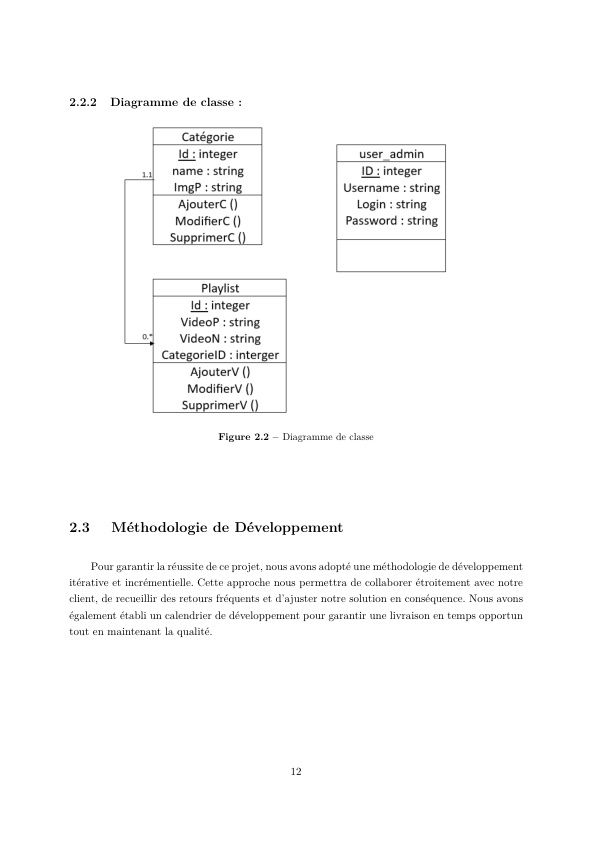 2.2.2 Diagramme de classe :
Catégorie
Id : integer
name : string
ImgP : string
AjouterC ()
ModifierC ()
SupprimerC ()
1.1
user_admin
ID : integer
Username : string
Login : string
Password : string
0.*
Playlist
Id : integer
VideoP : string
VideoN : string
CategorieID : interger
AjouterV ()
ModifierV ()
SupprimerV ()
Figure 2.2 – Diagramme de classe
2.3 Méthodologie de Développement
Pour garantir la réussite de ce projet, nous avons adopté une méthodologie de développement
itérative et incrémentielle. Cette approche nous permettra de collaborer étroitement avec notre
client, de recueillir des retours fréquents et d'ajuster notre solution en conséquence. Nous avons
également établi un calendrier de développement pour garantir une livraison en temps opportun
tout en maintenant la qualité.
12